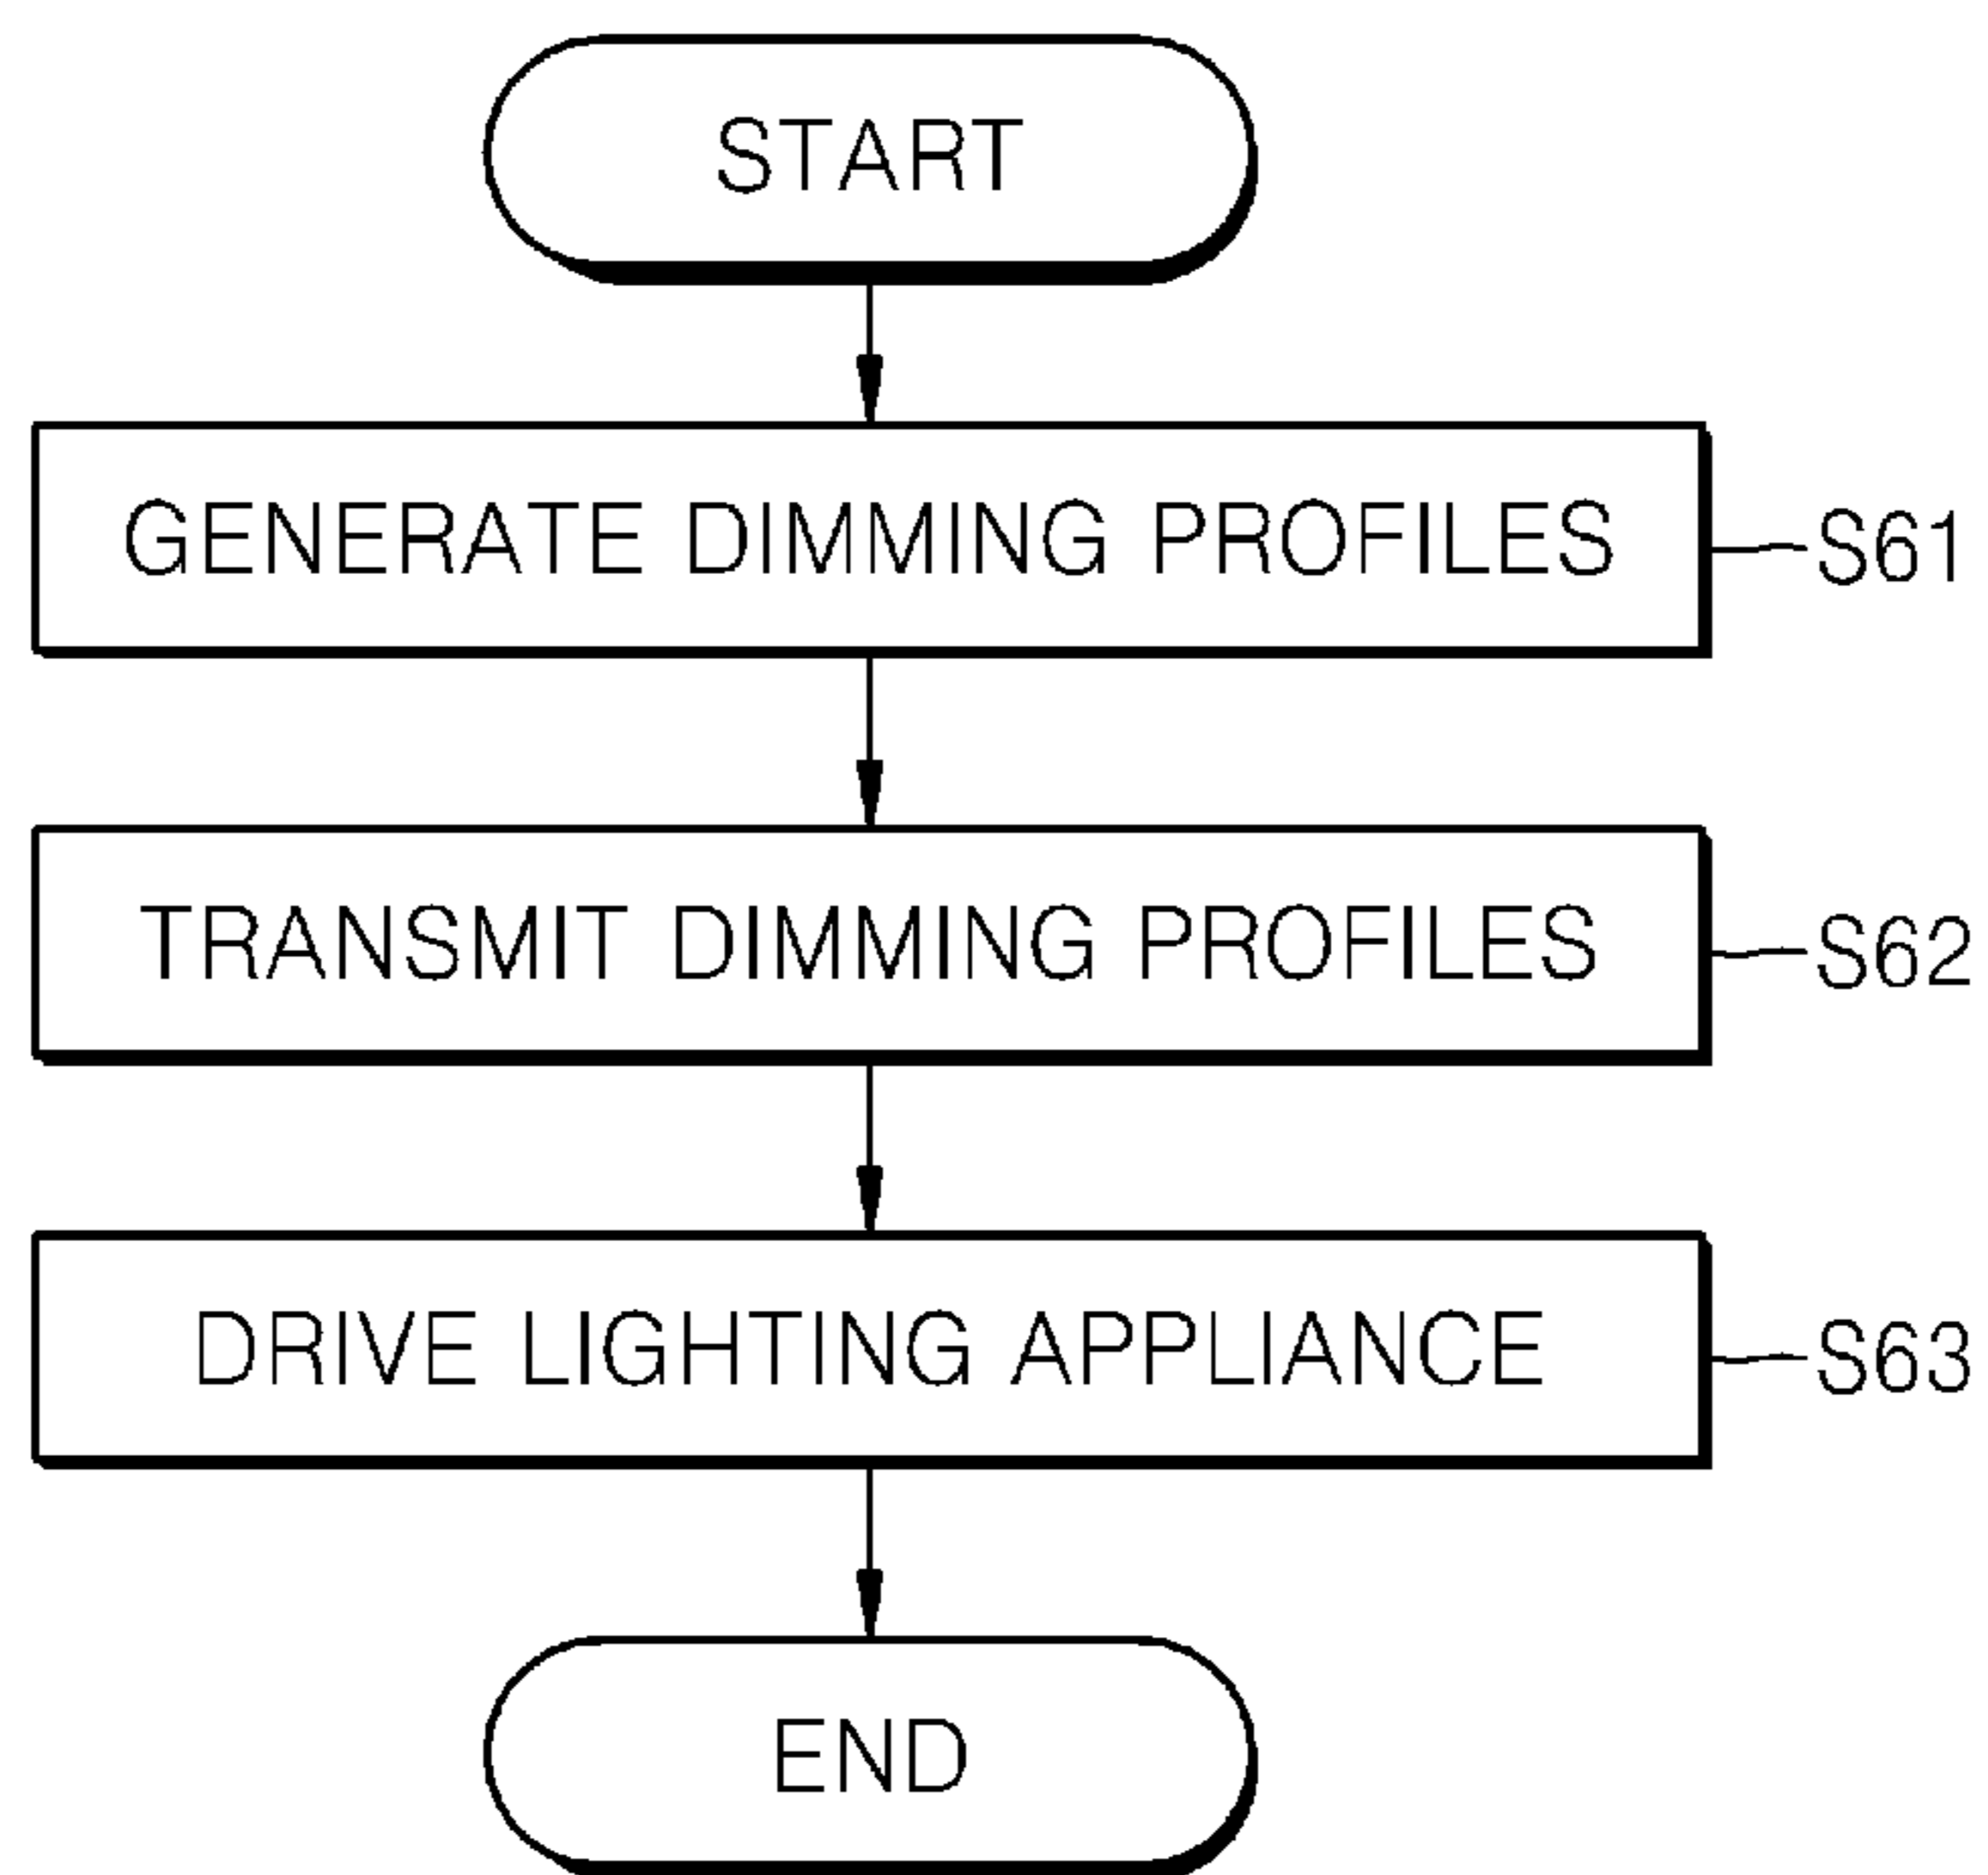 START
GENERATE DIMMING PROFILES
S61
TRANSMIT DIMMING PROFILES
S62
DRIVE LIGHTING APPLIANCE
S63
END